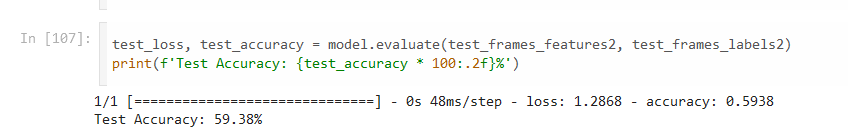 In [107]:
test_loss, test_accuracy = model.evaluate(test_frames_features2, test_frames_labels2)
print(f'Test Accuracy: {test_accuracy * 100:.2f}%')
1/1 [==============================] - 0s 48ms/step - loss: 1.2868 - accuracy: 0.5938
Test Accuracy: 59.38%